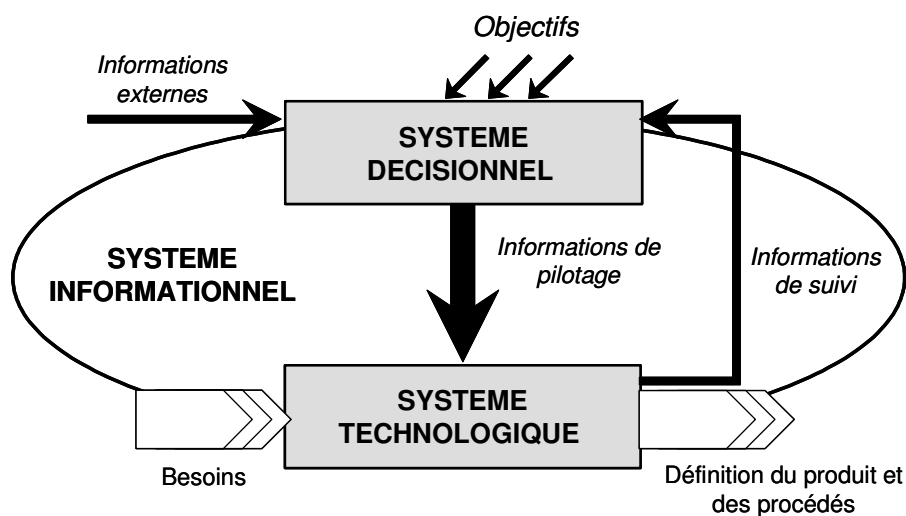 Objectifs
Informations
externes
SYSTEME
DECISIONNEL
SYSTEME
INFORMATIONNEL
Informations de
pilotage
Informations
de suivi
SYSTEME
TECHNOLOGIQUE
Besoins
Définition du produit et
des procédés